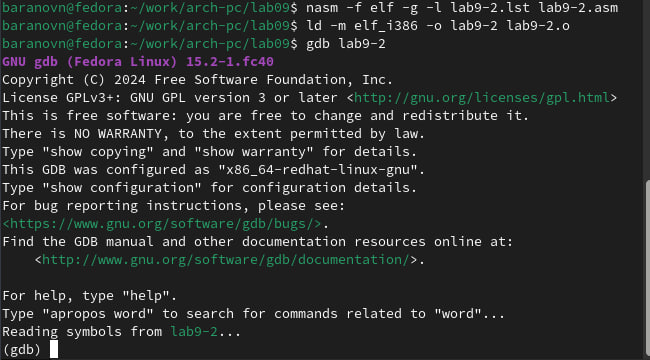 baranovn@fedora:~/work/arch-pc/lab09$ nasm -f elf -g -l lab9-2.lst lab9-2.asm
baranovn@fedora:~/work/arch-pc/lab09$ ld -m elf_i386 -o lab9-2 lab9-2.o
baranovn@fedora:~/work/arch-pc/lab09$ gdb lab9-2
GNU gdb (Fedora Linux) 15.2-1.fc40
Copyright (C) 2024 Free Software Foundation, Inc.
License GPLv3+: GNU GPL version 3 or later <http://gnu.org/licenses/gpl.html>
This is free software: you are free to change and redistribute it.
There is NO WARRANTY, to the extent permitted by law.
Type "show copying" and "show warranty" for details.
This GDB was configured as "x86_64-redhat-linux-gnu".
Type "show configuration" for configuration details.
For bug reporting instructions, please see:
<https://www.gnu.org/software/gdb/bugs/>.
Find the GDB manual and other documentation resources online at:
    <http://www.gnu.org/software/gdb/documentation/>.

For help, type "help".
Type "apropos word" to search for commands related to "word"...
Reading symbols from lab9-2...
(gdb)